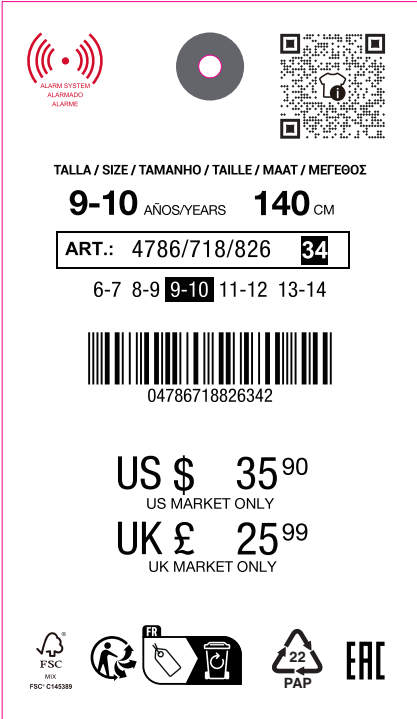 ALARM SYSTEM
ALARMADO
ALARME
i
TALLA / SIZE / TAMANHO / TAILLE / MAAT / ΜΕΓΕΘΟΣ
9-10 AÑOS/YEARS 140 CM
ART.: 4786/718/826 34
6-7 8-9 9-10 11-12 13-14
04786718826342
US $ 35 90
US MARKET ONLY
UK £ 25 99
UK MARKET ONLY
FR
FSC ®
MIX
FSC® C145389
22
PAP
EAC